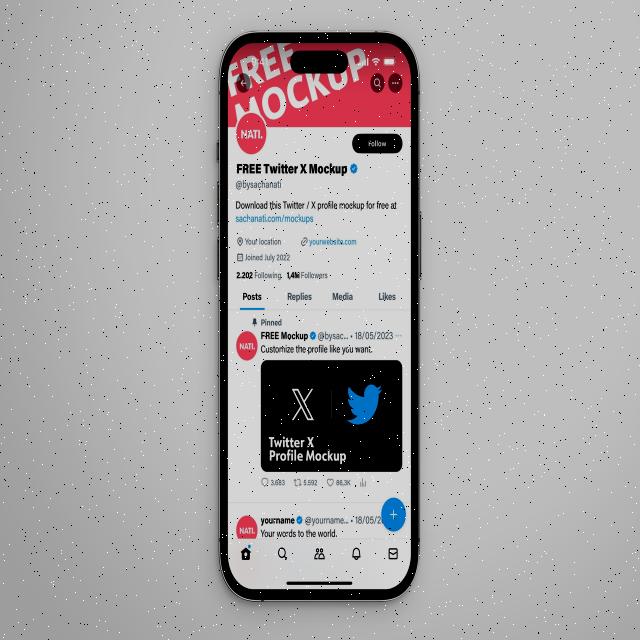 FREE
MOCKUP
NATI.
Follow
FREE Twitter X Mockup
@bysachanati
Download this Twitter / X profile mockup for free at
sachanati.com/mockups
Your location yourwebsite.com
Joined July 2022
2.202 Following 1,4M Followers
Posts Replies Media Likes
Pinned
NATI. FREE Mockup @bysac... • 18/05/2023 ...
Customize the profile like you want.
X
Twitter X
Profile Mockup
3.683 5.592 86,3K
NATI. yourname @yourname... • 18/05/2
Your words to the world.